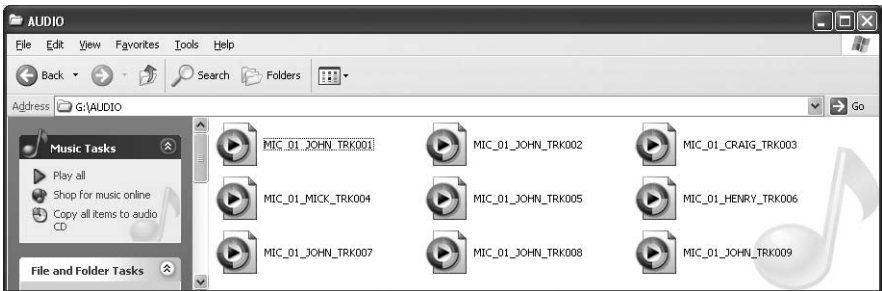 AUDIO
File Edit View Favorites Tools Help
Back Search Folders
Address G:\AUDIO Go
Music Tasks
Play all
Shop for music online
Copy all items to audio
CD
File and Folder Tasks
MIC_01_JOHN_TRK001 MIC_01_JOHN_TRK002 MIC_01_CRAIG_TRK003
MIC_01_MICK_TRK004 MIC_01_JOHN_TRK005 MIC_01_HENRY_TRK006
MIC_01_JOHN_TRK007 MIC_01_JOHN_TRK008 MIC_01_JOHN_TRK009